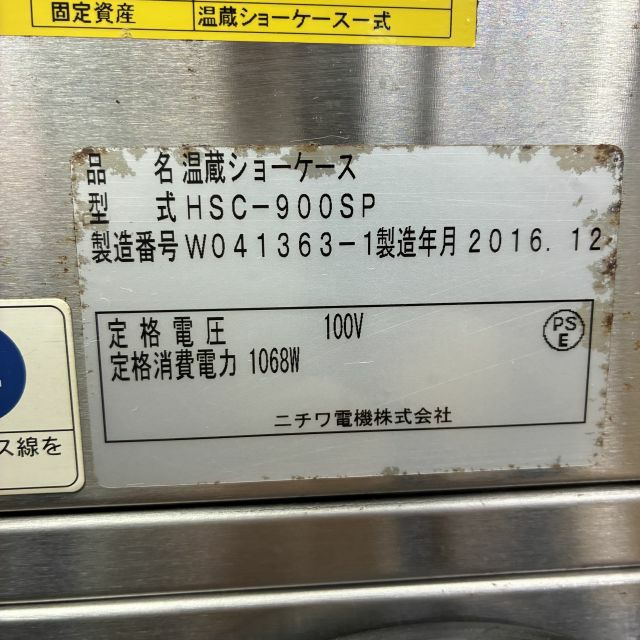 固定資産 温蔵ショーケース一式
品 名 温蔵ショーケース
型 式 HSC-900SP
製造番号 W041363-1 製造年月 2016.12
定格電圧 100V
PS
E
定格消費電力 1068W
ニチワ電機株式会社
ス線を